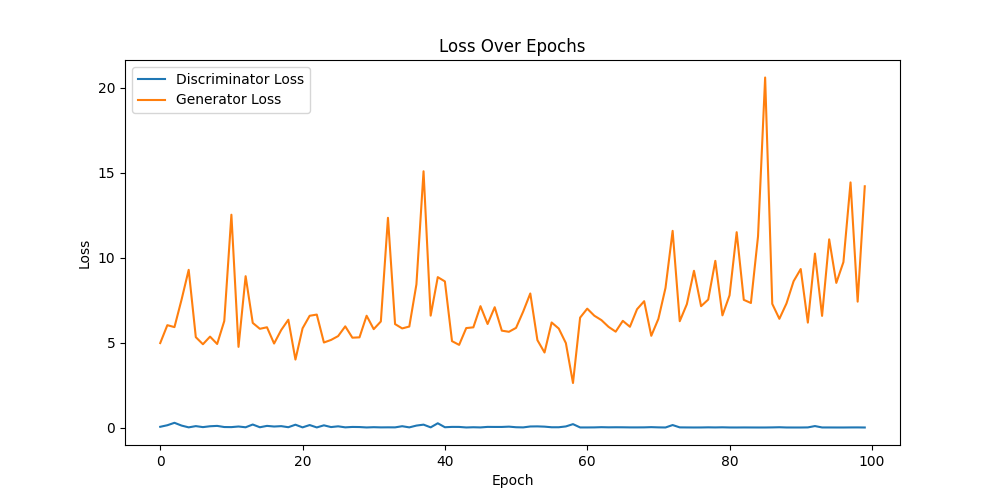 Loss Over Epochs
Discriminator Loss
Generator Loss
20
15
10
5
0
Loss
0 20 40 60 80 100
Epoch